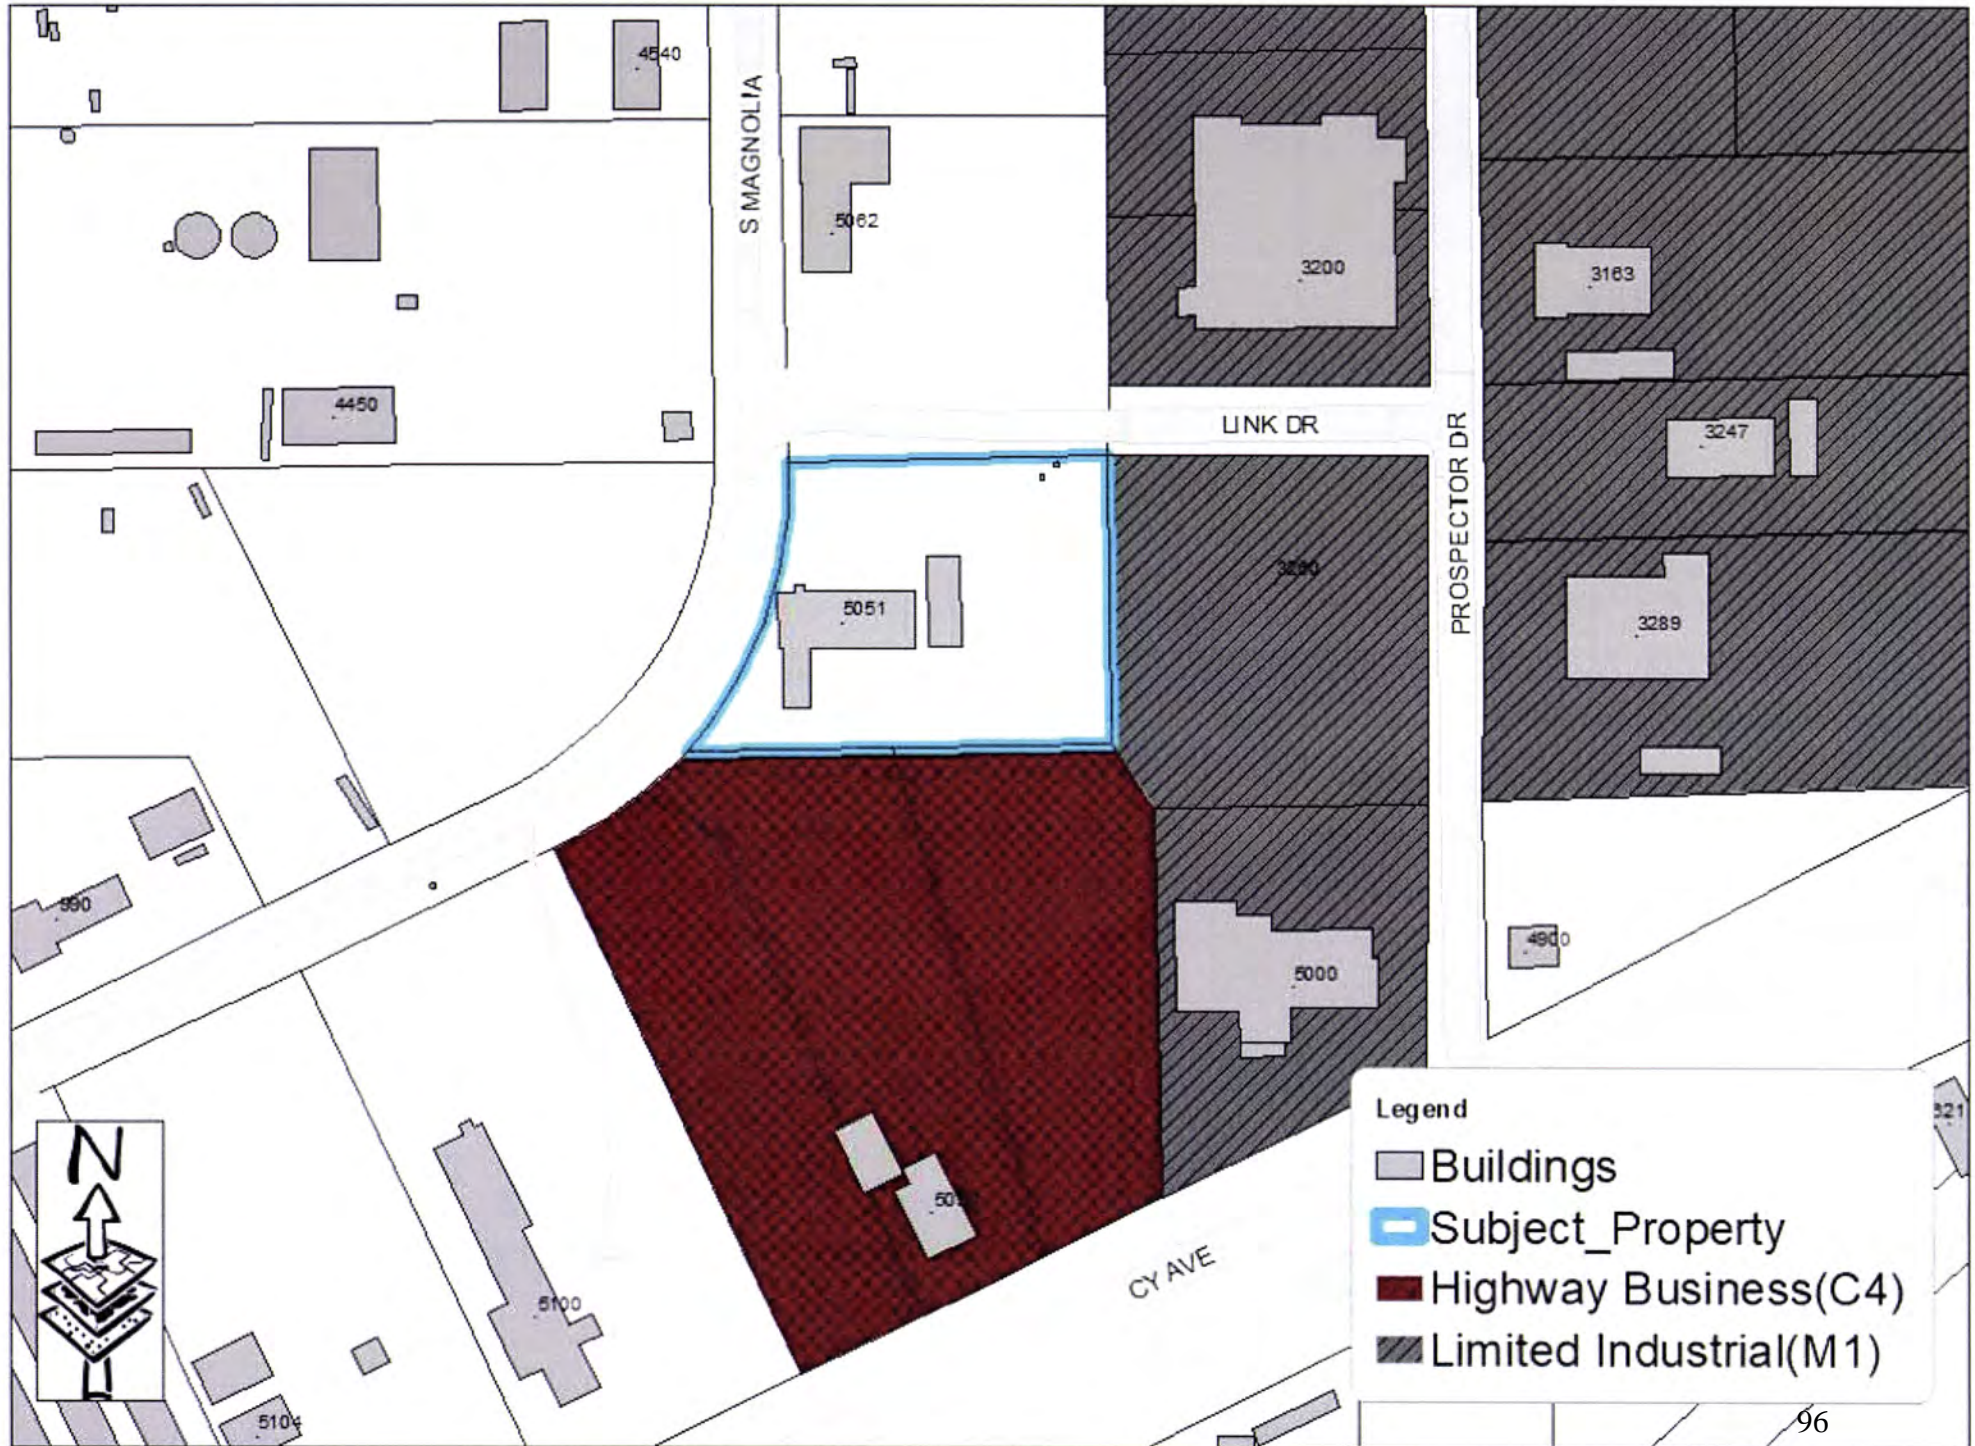 4540
S MAGNOLIA
5062
3200
3163
4450
LINK DR
PROSPECTOR DR
3247
5051
3289
990
4900
5000
Legend
Buildings
Subject_Property
Highway Business(C4)
Limited Industrial(M1)
N
CY AVE
5100
5104
96